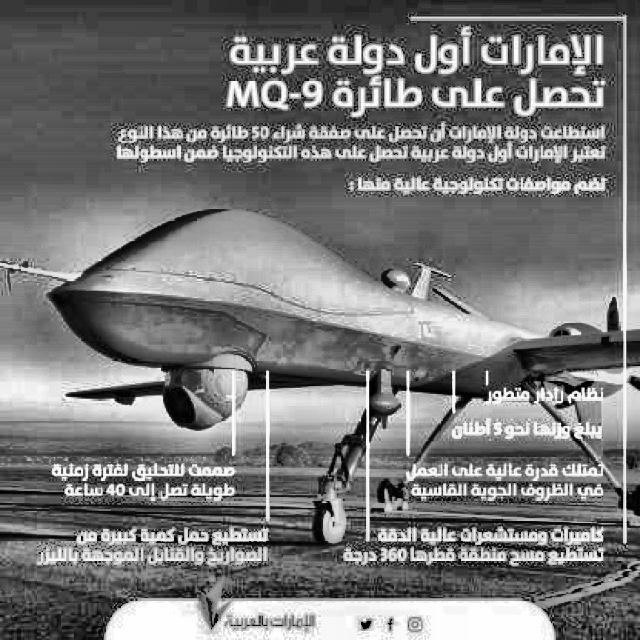 الإمارات أول دولة عربية
تحصل على طائرة MQ-9
استطاعت دولة الإمارات أن تحصل على صفقة شراء 50 طائرة من هذا النوع
تعتبر الإمارات أول دولة عربية تحصل على هذه التكنولوجيا ضمن اسطولها
تضم مواصفات تكنولوجية عالية منها :
نظام رادار متطور
يبلغ وزنها نحو 5 أطنان
تمتلك قدرة عالية على العمل
في الظروف الجوية القاسية
صممت للتحليق لفترة زمنية
طويلة تصل إلى 40 ساعة
كاميرات ومستشعرات عالية الدقة
تستطيع مسح منطقة قطرها 360 درجة
تستطيع حمل كمية كبيرة من
الصواريخ والقنابل الموجهة بالليزر
الإمارات بالعربية